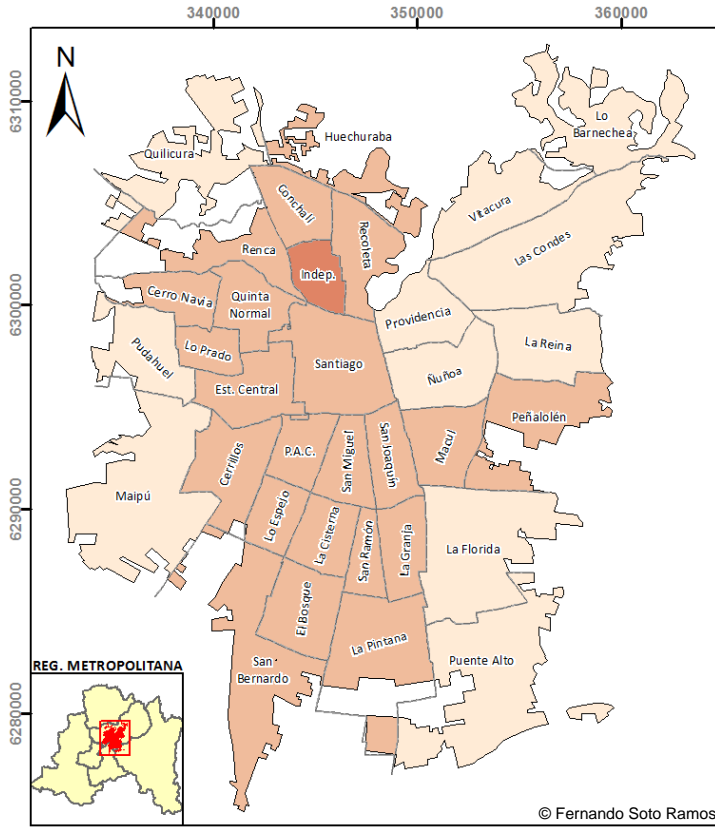 340000
350000
360000
N
6310000
Lo
Barnechea
Huechuraba
Quilicura
Conchalí
Vitacura
Recoleta
Renca
Las Condes
Indep.
Cerro Navia
Quinta
Normal
6300000
Providencia
La Reina
Pudahuel
Lo Prado
Santiago
Ñuñoa
Est. Central
Peñalolén
Macul
Cerrillos
P.A.C.
San Miguel
San Joaquín
Maipú
6290000
Lo Espejo
La Cisterna
San Ramón
La Granja
La Florida
El Bosque
La Pintana
San
Bernardo
Puente Alto
REG. METROPOLITANA
6280000
© Fernando Soto Ramos